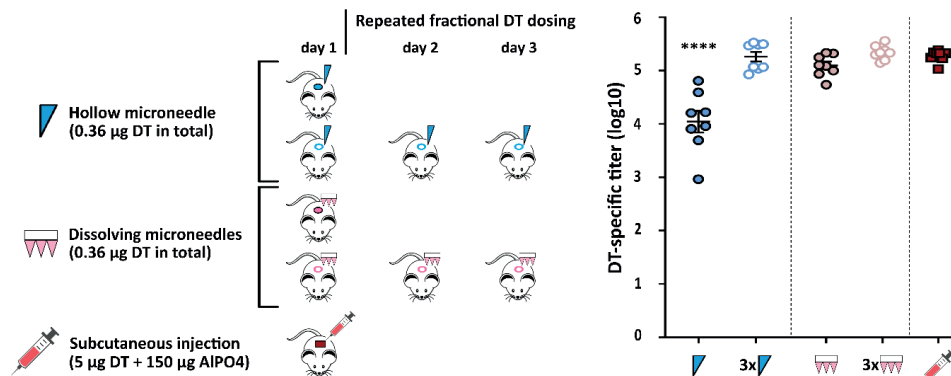 Repeated fractional DT dosing
day 1
day 2
day 3
Hollow microneedle
(0.36 µg DT in total)
Dissolving microneedles
(0.36 µg DT in total)
Subcutaneous injection
(5 µg DT + 150 µg AlPO4)
DT-specific titer (log10)
6
5
4
3
2
1
0
****
3x
3x